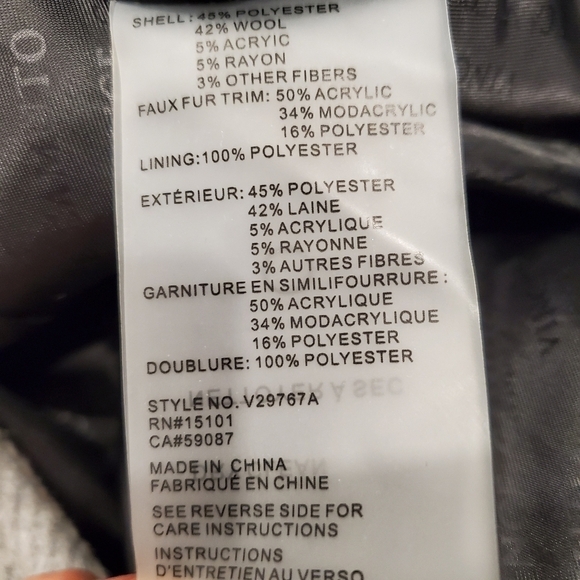 SHELL: 45% POLYESTER
42% WOOL
5% ACRYIC
5% RAYON
3% OTHER FIBERS
FAUX FUR TRIM: 50% ACRYLIC
34% MODACRYLIC
16% POLYESTER
LINING:100% POLYESTER
EXTÉRIEUR: 45% POLYESTER
42% LAINE
5% ACRYLIQUE
5% RAYONNE
3% AUTRES FIBRES
GARNITURE EN SIMILIFOURRURE :
50% ACRYLIQUE
34% MODACRYLIQUE
16% POLYESTER
DOUBLURE: 100% POLYESTER
NETTOYER À SEC
STYLE NO. V29767A
RN#15101
CA#59087
MADE IN CHINA
FABRIQUÉ EN CHINE
SEE REVERSE SIDE FOR
CARE INSTRUCTIONS
INSTRUCTIONS
D'ENTRETIEN AU VERSO